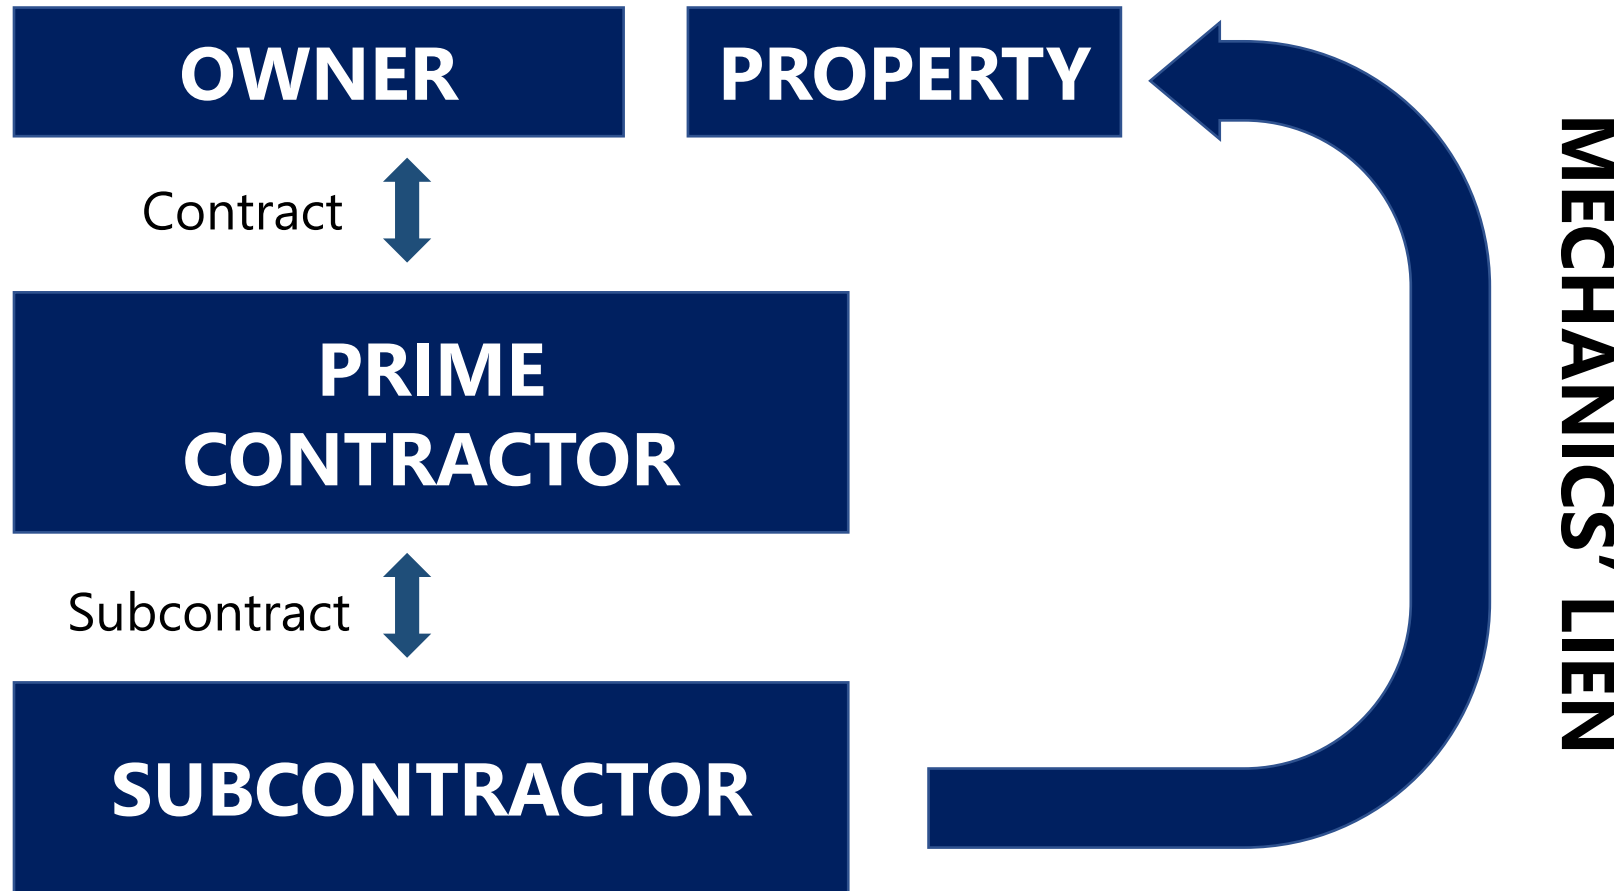 OWNER
PROPERTY
Contract
PRIME
CONTRACTOR
Subcontract
SUBCONTRACTOR
MECHANICS’ LIEN